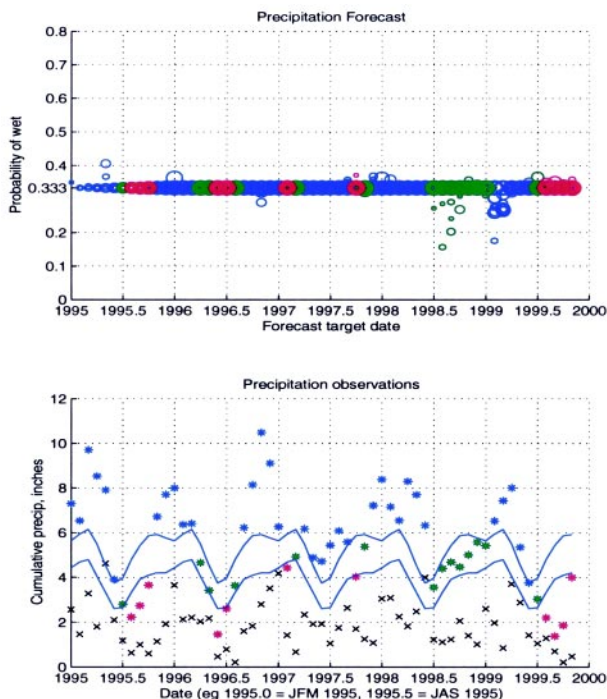 Precipitation Forecast
0.8
0.7
0.6
0.5
0.4
0.333
0.2
0.1
0
Probability of wet
1995 1995.5 1996 1996.5 1997 1997.5 1998 1998.5 1999 1999.5 2000
Forecast target date
Precipitation observations
12
10
8
6
4
2
0
Cumulative precip, inches
1995 1995.5 1996 1996.5 1997 1997.5 1998 1998.5 1999 1999.5 2000
Date (eg 1995.0 = JFM 1995, 1995.5 = JAS 1995)